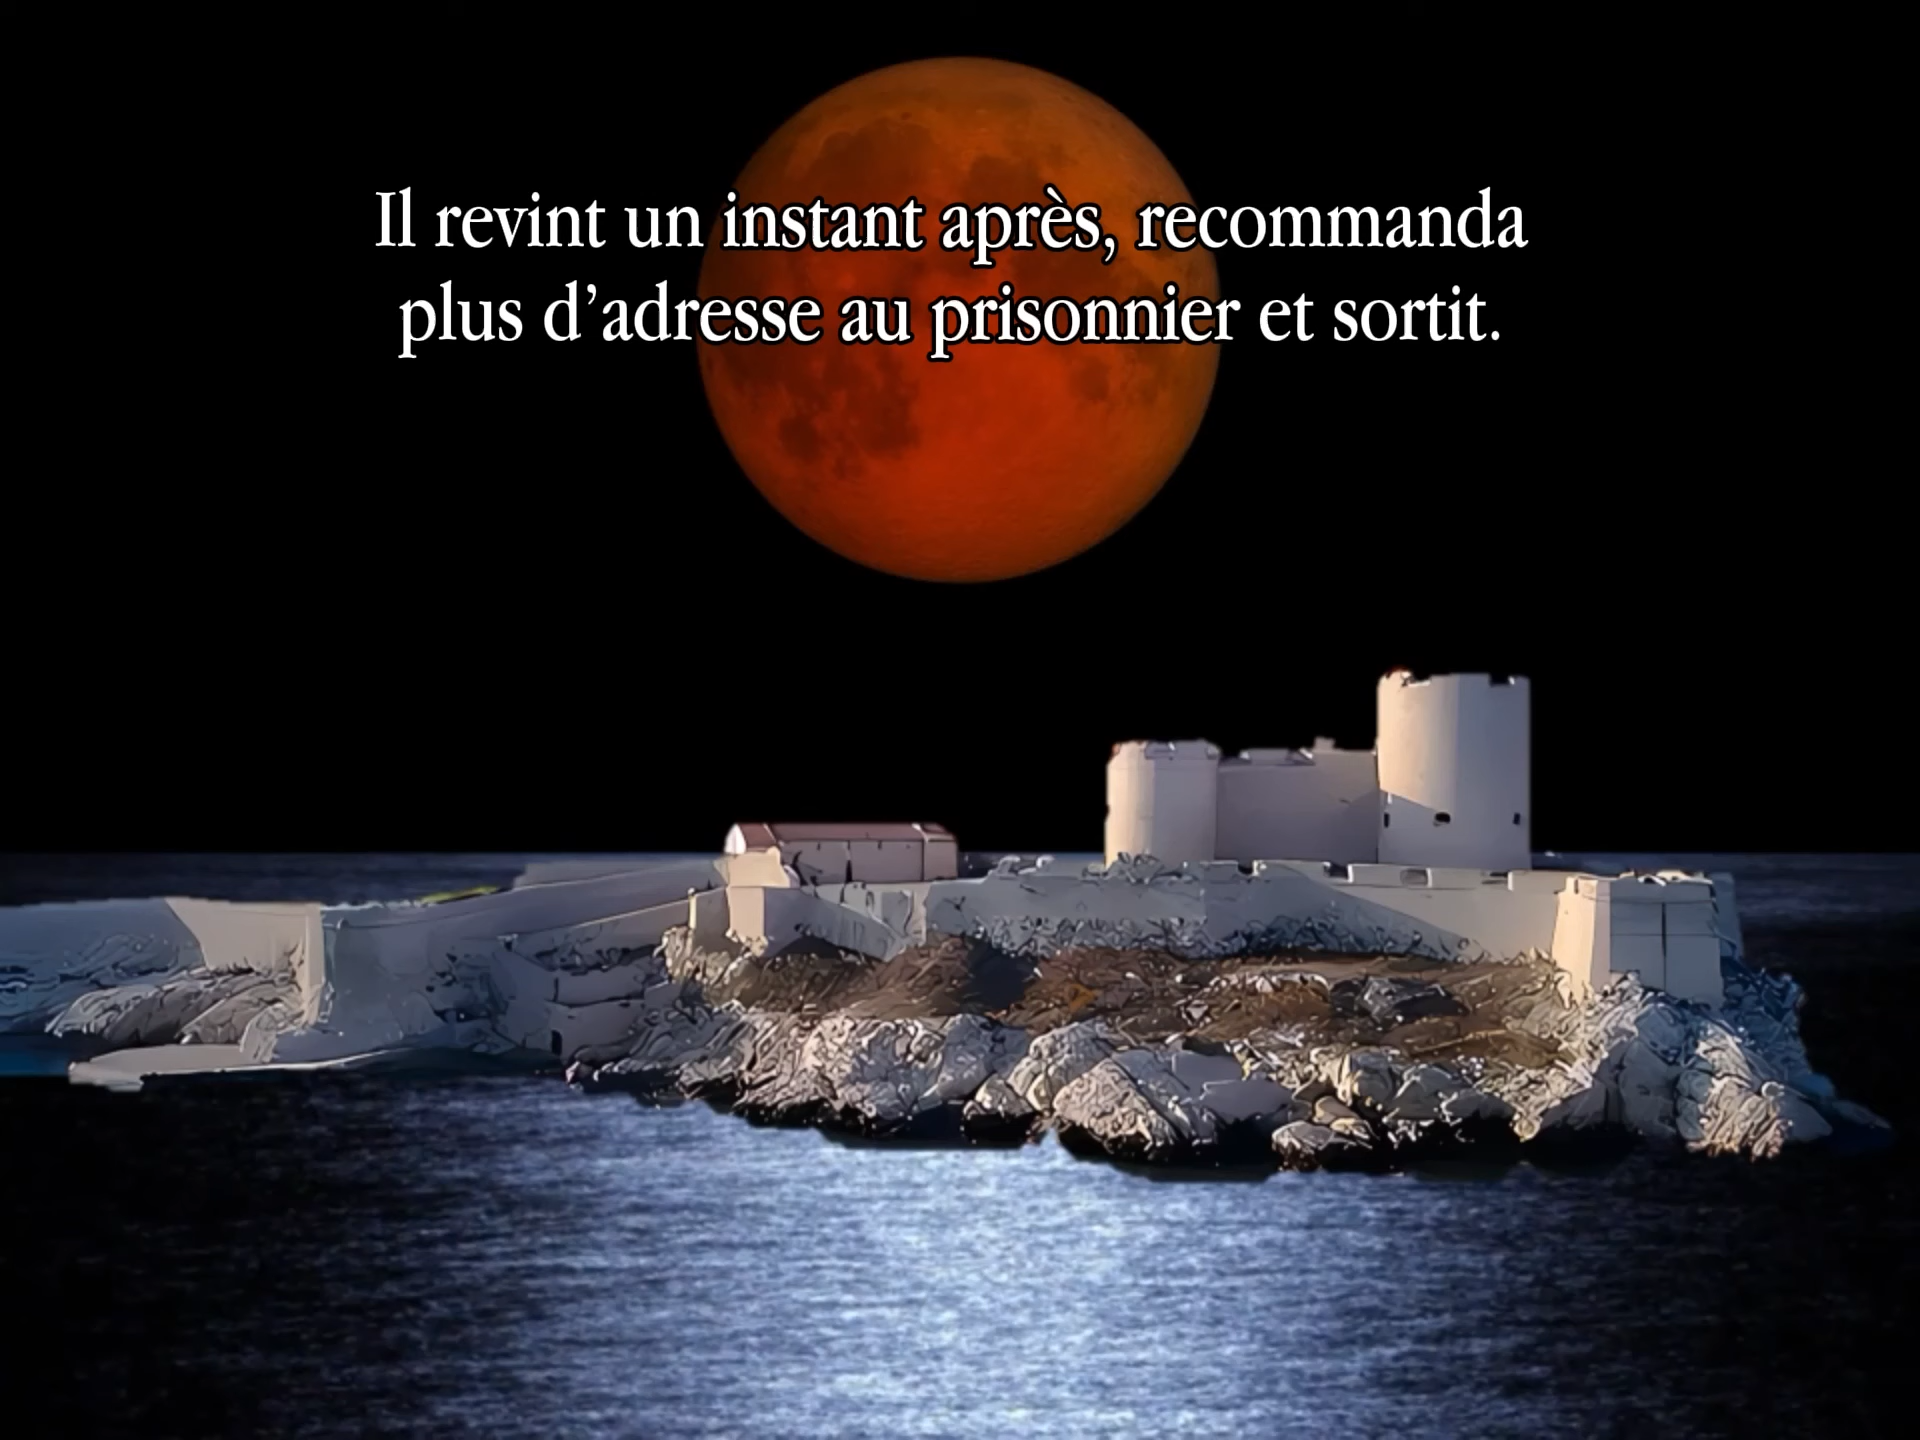 Il revint un instant après, recommanda
plus d’adresse au prisonnier et sortit.